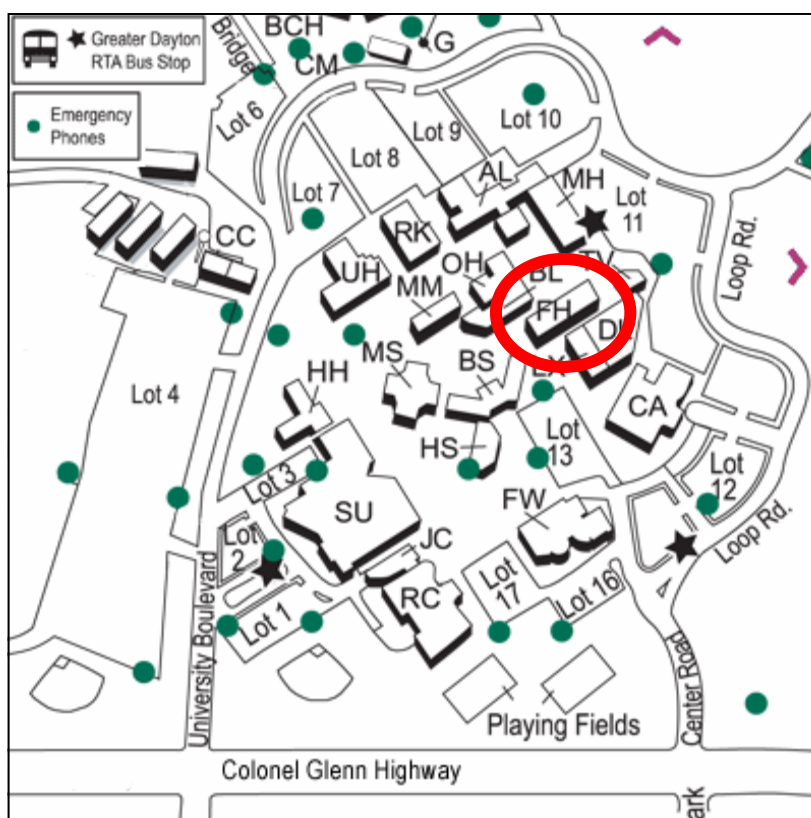 Greater Dayton
RTA Bus Stop
Emergency
Phones
BCH
CM
G
Bridge
Lot 6
Lot 7
Lot 8
Lot 9
Lot 10
AL
MH
Lot
11
Loop Rd.
CC
RK
UH
OH
MM
BL
TV
FH
DL
LX
MS
BS
HH
HS
CA
Lot 4
Lot
13
Lot
12
Lot 3
SU
FW
Loop Rd.
Lot
2
JC
RC
Lot
17
Lot 16
Lot 1
University Boulevard
Playing Fields
Center Road
Colonel Glenn Highway